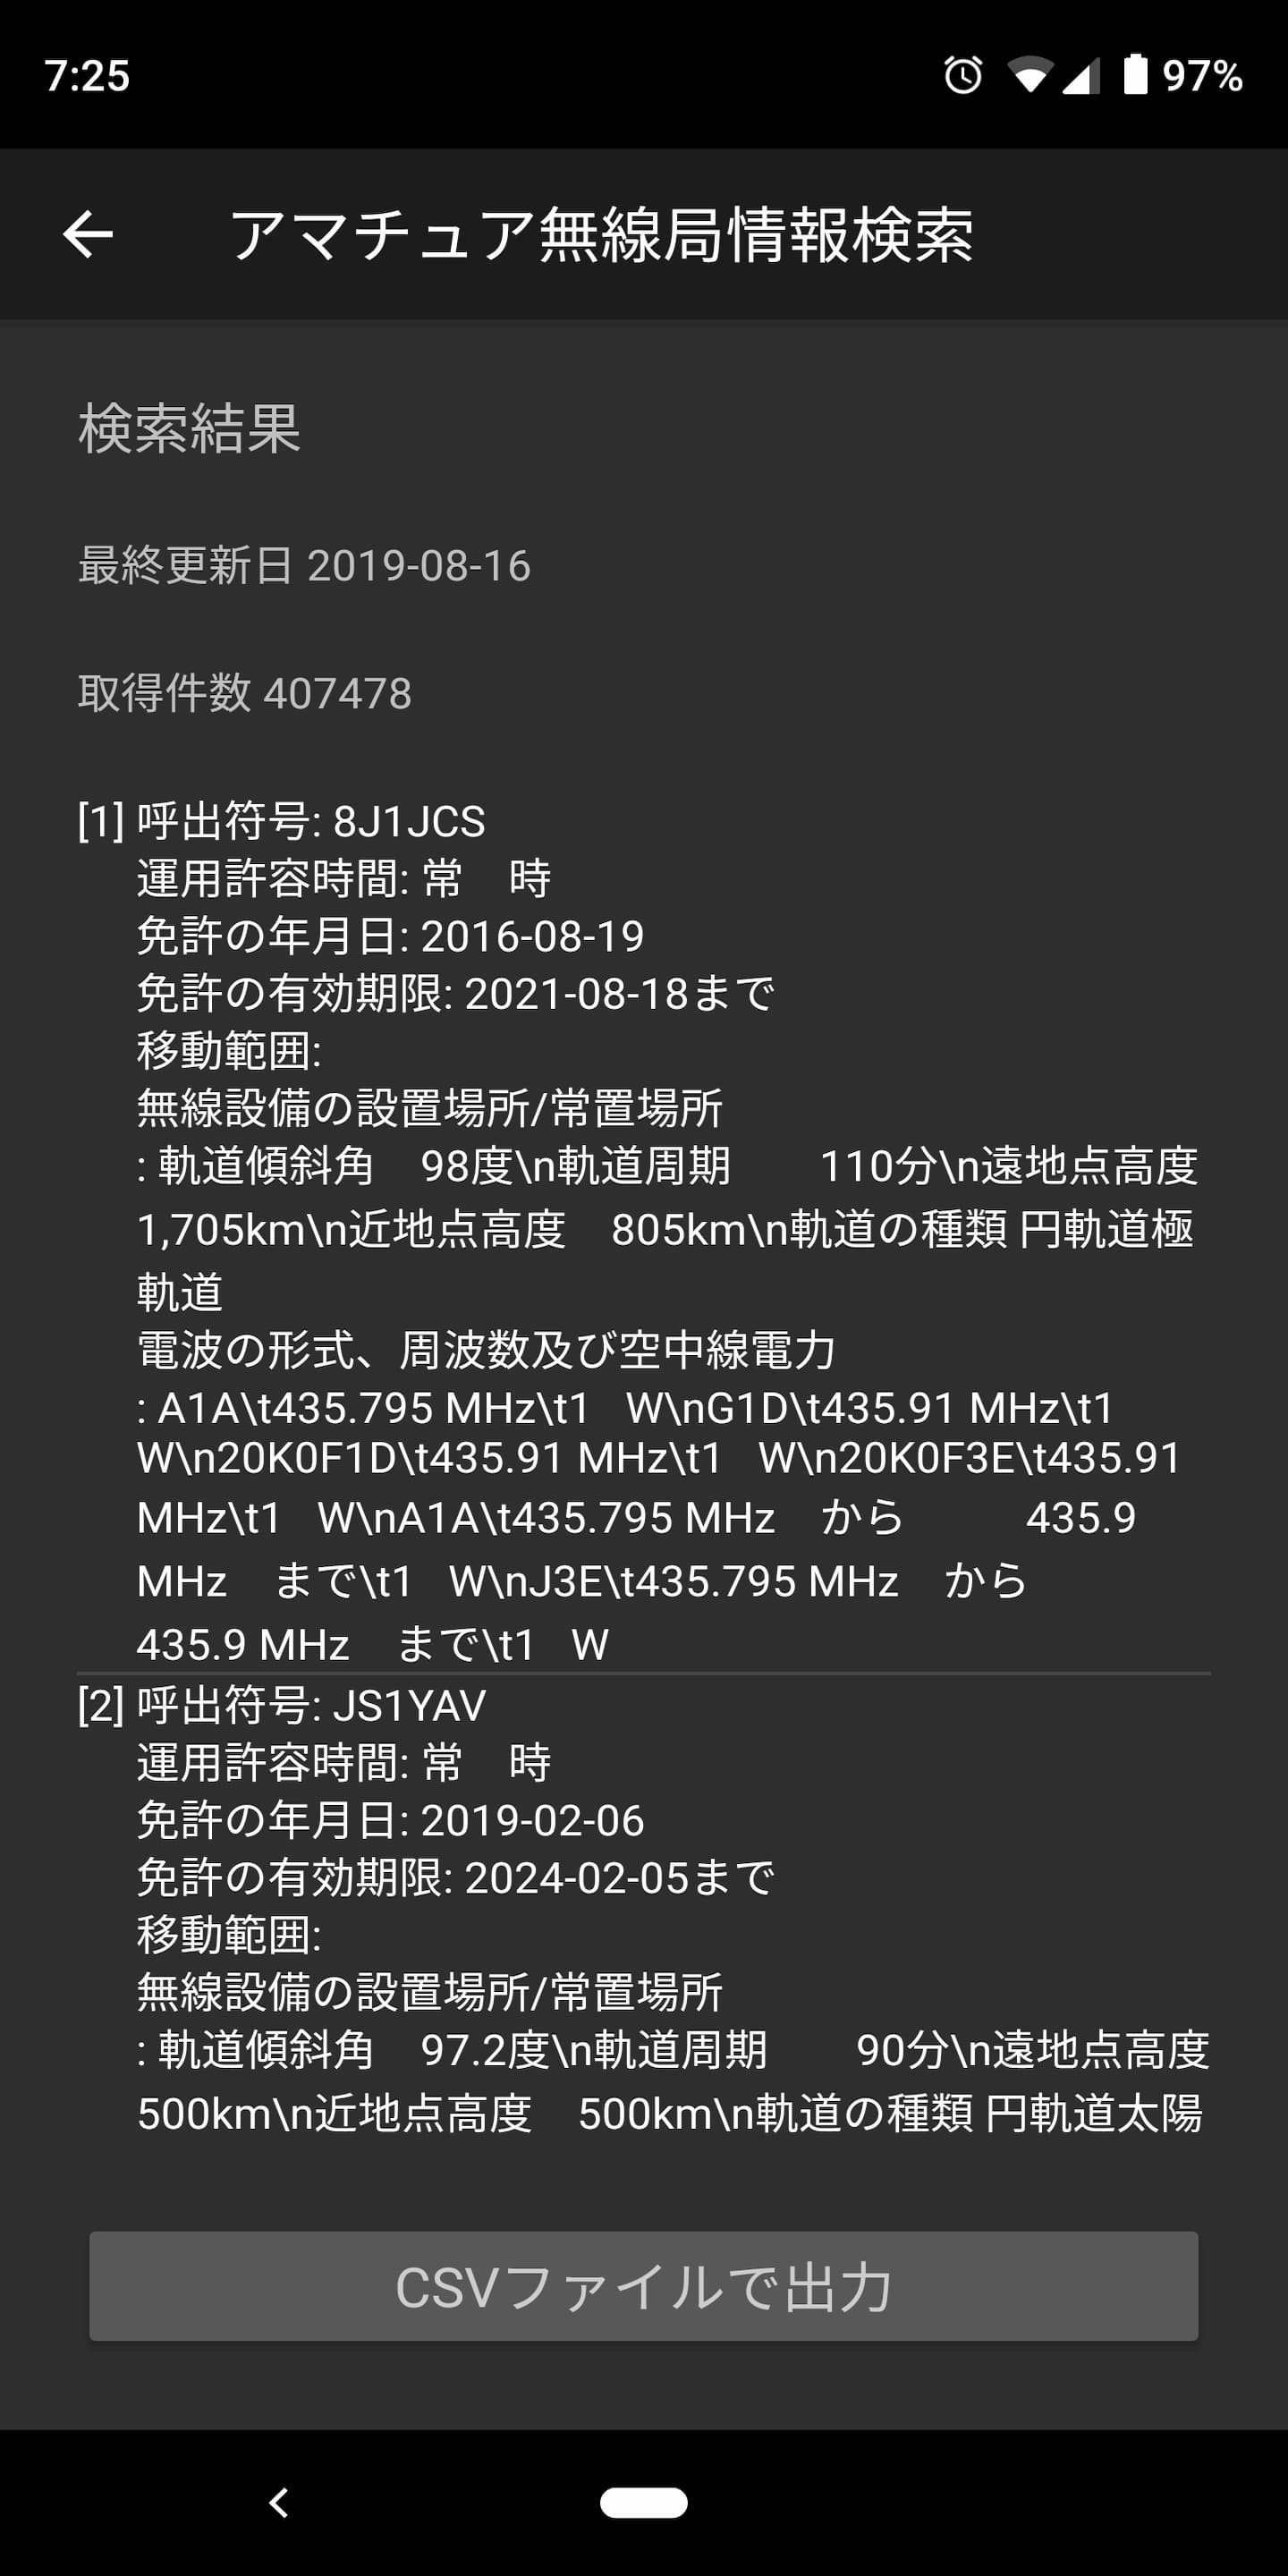 7:25
97%
アマチュア無線局情報検索
検索結果
最終更新日 2019-08-16
取得件数 407478
[1] 呼出符号: 8J1JCS
運用許容時間: 常　時
免許の年月日: 2016-08-19
免許の有効期限: 2021-08-18まで
移動範囲:
無線設備の設置場所/常置場所
: 軌道傾斜角　98度\n軌道周期　　110分\n遠地点高度
1,705km\n近地点高度　805km\n軌道の種類 円軌道極
軌道
電波の形式、周波数及び空中線電力
: A1A\t435.795 MHz\t1   W\nG1D\t435.91 MHz\t1
W\n20K0F1D\t435.91 MHz\t1   W\n20K0F3E\t435.91
MHz\t1   W\nA1A\t435.795 MHz　から　　　435.9
MHz　まで\t1   W\nJ3E\t435.795 MHz　から
435.9 MHz　まで\t1   W
[2] 呼出符号: JS1YAV
運用許容時間: 常　時
免許の年月日: 2019-02-06
免許の有効期限: 2024-02-05まで
移動範囲:
無線設備の設置場所/常置場所
: 軌道傾斜角　97.2度\n軌道周期　　90分\n遠地点高度
500km\n近地点高度　500km\n軌道の種類 円軌道太陽
CSVファイルで出力